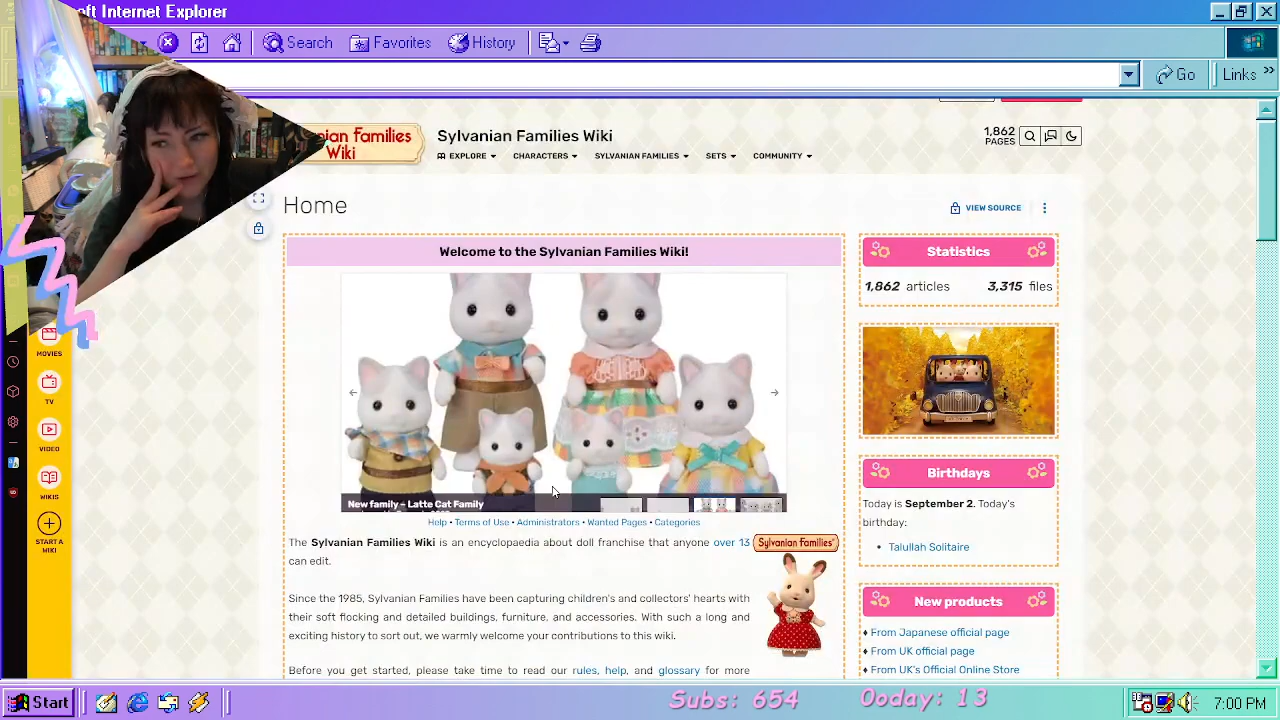 oft Internet Explorer
Search
Favorites
History
Go
Links »
anian Families
Wiki
Sylvanian Families Wiki
1,862
PAGES
EXPLORE
CHARACTERS
SYLVANIAN FAMILIES
SETS
COMMUNITY
Home
VIEW SOURCE
Welcome to the Sylvanian Families Wiki!
New family – Latte Cat Family
Help • Terms of Use • Administrators • Wanted Pages • Categories
The Sylvanian Families Wiki is an encyclopaedia about doll franchise that anyone over 13
can edit.
Sylvanian Families
Since the 1985, Sylvanian Families have been capturing children's and collectors' hearts with
their soft flocking and detailed buildings, furniture, and accessories. With such a long and
exciting history to sort out, we warmly welcome your contributions to this wiki.
Before you get started, please take time to read our rules, help, and glossary for more
Statistics
1,862 articles 3,315 files
Birthdays
Today is September 2. Today's
birthday:
• Talullah Solitaire
New products
♦ From Japanese official page
♦ From UK official page
♦ From UK's Official Online Store
MOVIES
TV
VIDEO
WIKIS
START A
WIKI
Start
Subs: 654
Ooday: 13
7:00 PM